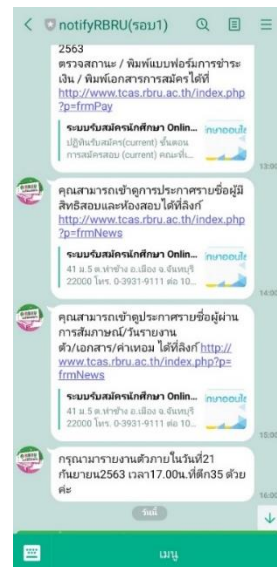 notifyRBRU(รอบ1)
2563
ตรวจสถานะ / พิมพ์แบบฟอร์มการชำระ
เงิน / พิมพ์เอกสารการสมัครได้ที่
http://www.tcas.rbru.ac.th/index.php
?p=frmPay
ระบบรับสมัครนักศึกษา Onlin...
ปฏิทินรับสมัคร(current) ขั้นตอน
การสมัครสอบ (current) คณะที่เ...
13:00
คุณสามารถเข้าดูการประกาศรายชื่อผู้มี
สิทธิสอบและห้องสอบได้ที่ลิงก์
http://www.tcas.rbru.ac.th/index.php
?p=frmNews
ระบบรับสมัครนักศึกษา Onlin...
41 ม.5 ต.ท่าช้าง อ.เมือง จ.จันทบุรี
22000 โทร. 0-3931-9111 ต่อ 10...
14:00
คุณสามารถเข้าดูประกาศรายชื่อผู้ผ่าน
การสัมภาษณ์/วันรายงาน
ตัว/เอกสาร/ค่าเทอม ได้ที่ลิงก์ http://
www.tcas.rbru.ac.th/index.php?p=
frmNews
ระบบรับสมัครนักศึกษา Onlin...
41 ม.5 ต.ท่าช้าง อ.เมือง จ.จันทบุรี
22000 โทร. 0-3931-9111 ต่อ 10...
15:00
กรุณามารายงานตัวภายในวันที่21
กันยายน2563 เวลา17.00น.ที่ตึก35 ด้วย
ค่ะ
16:00
วันนี้
เมนู